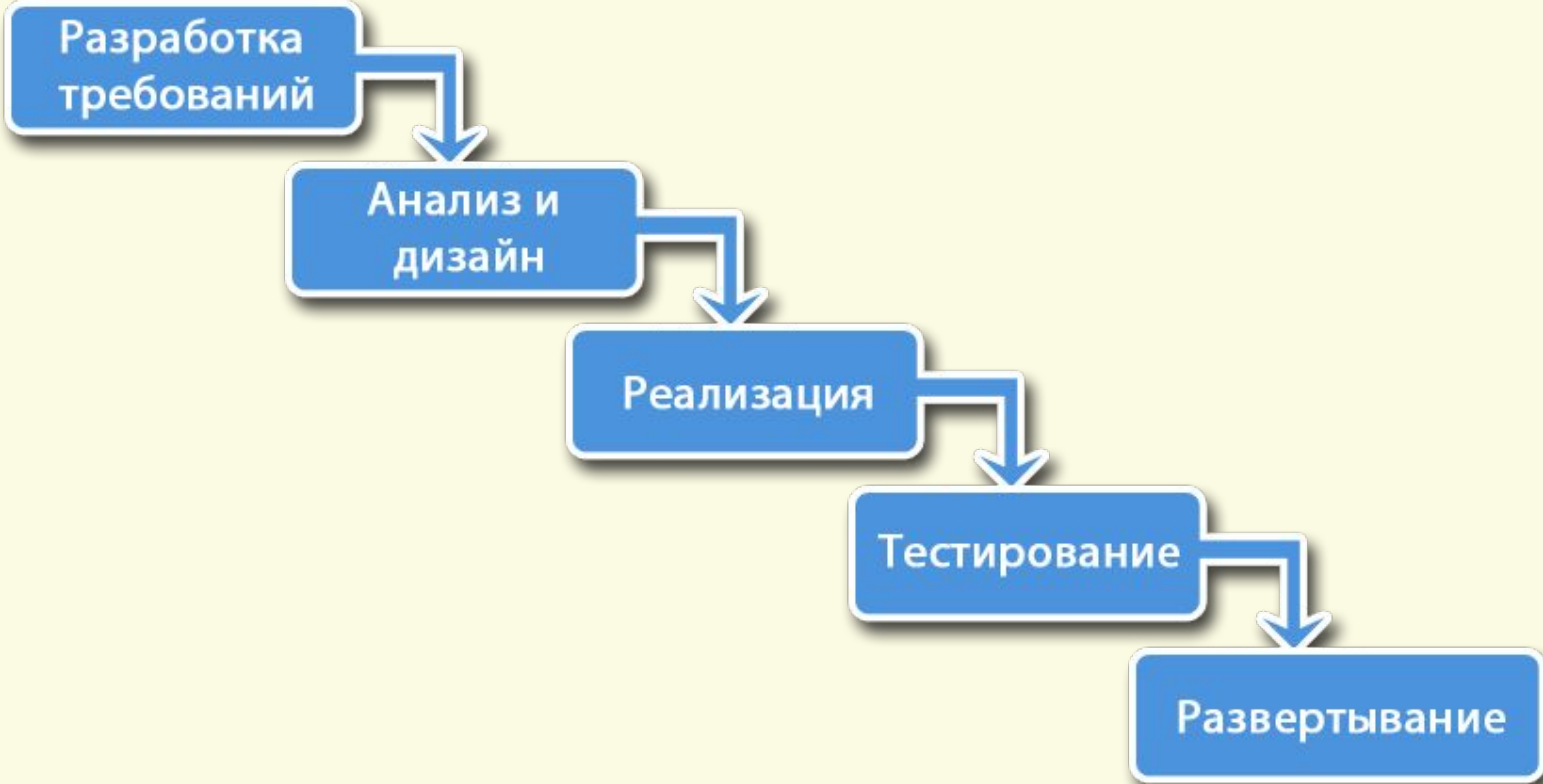 Разработка
требований
Анализ и
дизайн
Реализация
Тестирование
Развертывание